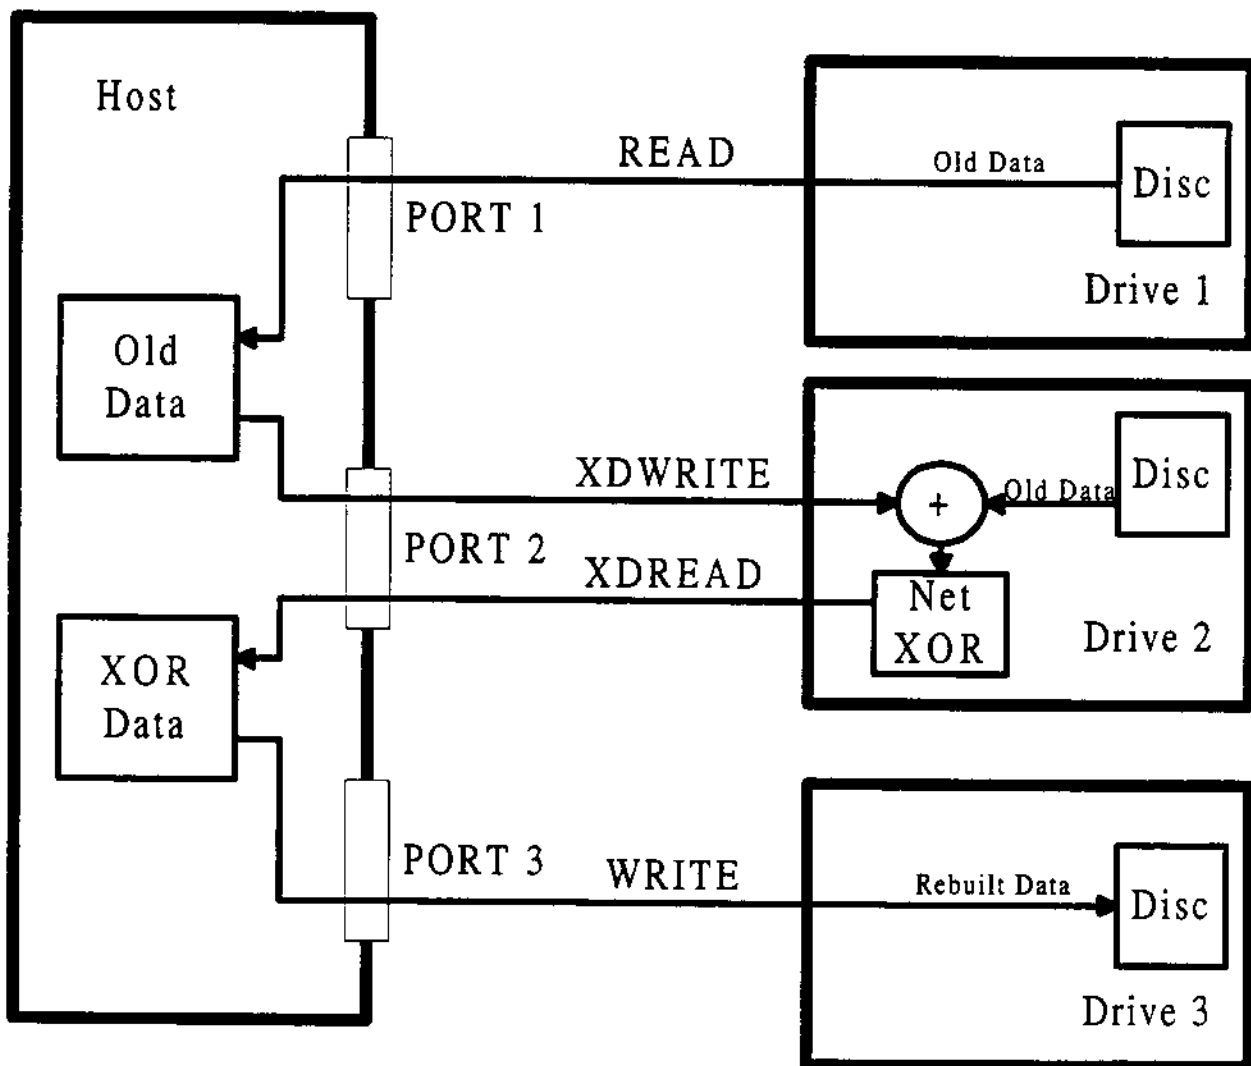 Host
READ
Old Data
Disc
PORT 1
Drive 1
Old
Data
XDWRITE
+
Old Data
Disc
PORT 2
XDREAD
Net
XOR
Drive 2
XOR
Data
PORT 3
WRITE
Rebuilt Data
Disc
Drive 3